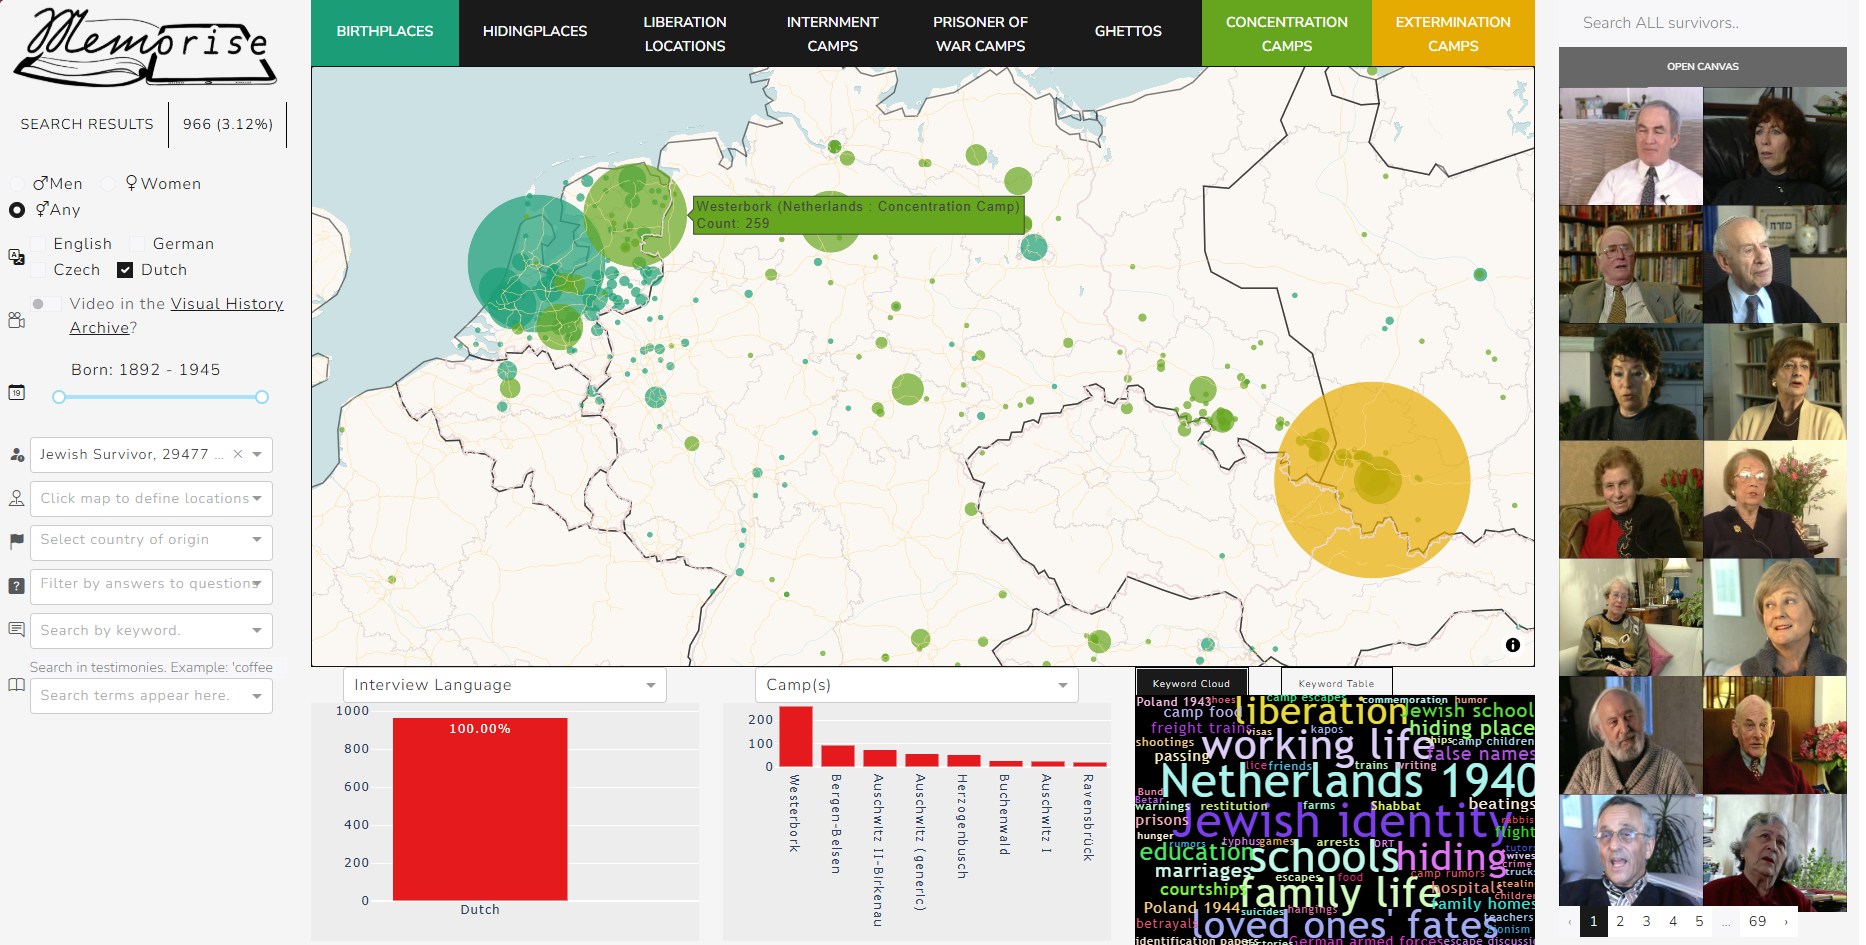 Memorise
SEARCH RESULTS
966 (3.12%)
Men
Women
Any
English
German
Czech
Dutch
Video in the Visual History
Archive?
Born: 1892 - 1945
19
Jewish Survivor, 29477 ...
Click map to define locations
Select country of origin
Filter by answers to questions
Search by keyword.
Search in testimonies. Example: 'coffee
Search terms appear here.
BIRTHPLACES
HIDINGPLACES
LIBERATION
LOCATIONS
INTERNMENT
CAMPS
PRISONER OF
WAR CAMPS
GHETTOS
CONCENTRATION
CAMPS
EXTERMINATION
CAMPS
Westerbork (Netherlands : Concentration Camp)
Count: 259
Interview Language
1000
800
600
400
200
0
100.00%
Dutch
Camp(s)
200
100
0
Westerbork
Bergen-Belsen
Auschwitz II-Birkenau
Auschwitz (generic)
Herzogenbusch
Buchenwald
Auschwitz I
Ravensbrück
Keyword Cloud
Keyword Table
Poland 1943
shoes
camp escapes
commemoration
humor
camp food
liberation
Jewish school
freight trains
visas
kapos
hiding place
shootings
working life
ships
camp children
passing
false names
lice
friends
trains
writing
Netherlands 1940
Bund
Betar
warnings
restitution
farms
Shabbat
beatings
prisons
Jewish identity
rabbis
flight
hunger
rumors
typhus
games
arrests
ORT
tutors
education
schools
hiding
wives
crime
marriages
escapes
food
camp rumors
trucks
courtships
family life
hospitals
stealing
children
Poland 1944
suicides
hangings
family homes
betrayals
loved ones' fates
teachers
Zionism
identification papers
factories
German armed forces
escape discussio
Search ALL survivors..
OPEN CANVAS
‹
1
2
3
4
5
...
69
›